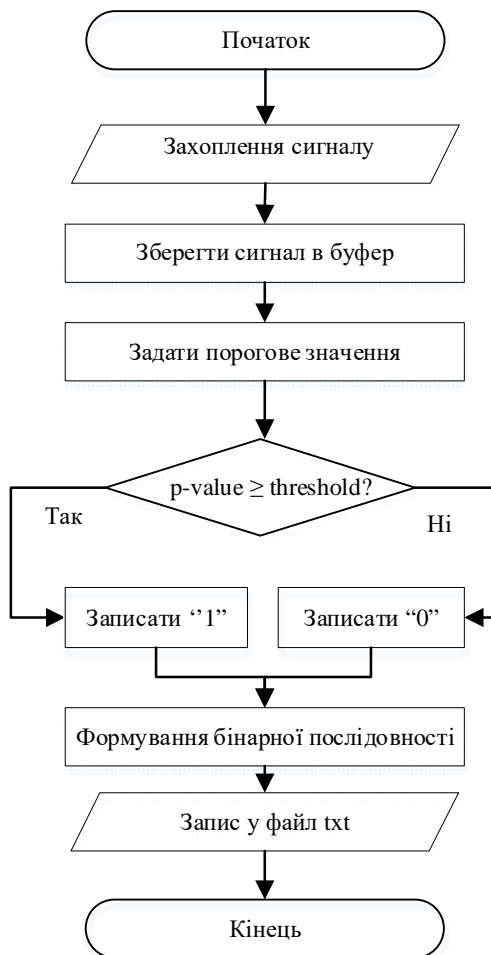 Початок
Захоплення сигналу
Зберегти сигнал в буфер
Задати порогове значення
p-value ≥ threshold?
Так
Ні
Записати ‘’1”
Записати “0”
Формування бінарної послідовності
Запис у файл txt
Кінець